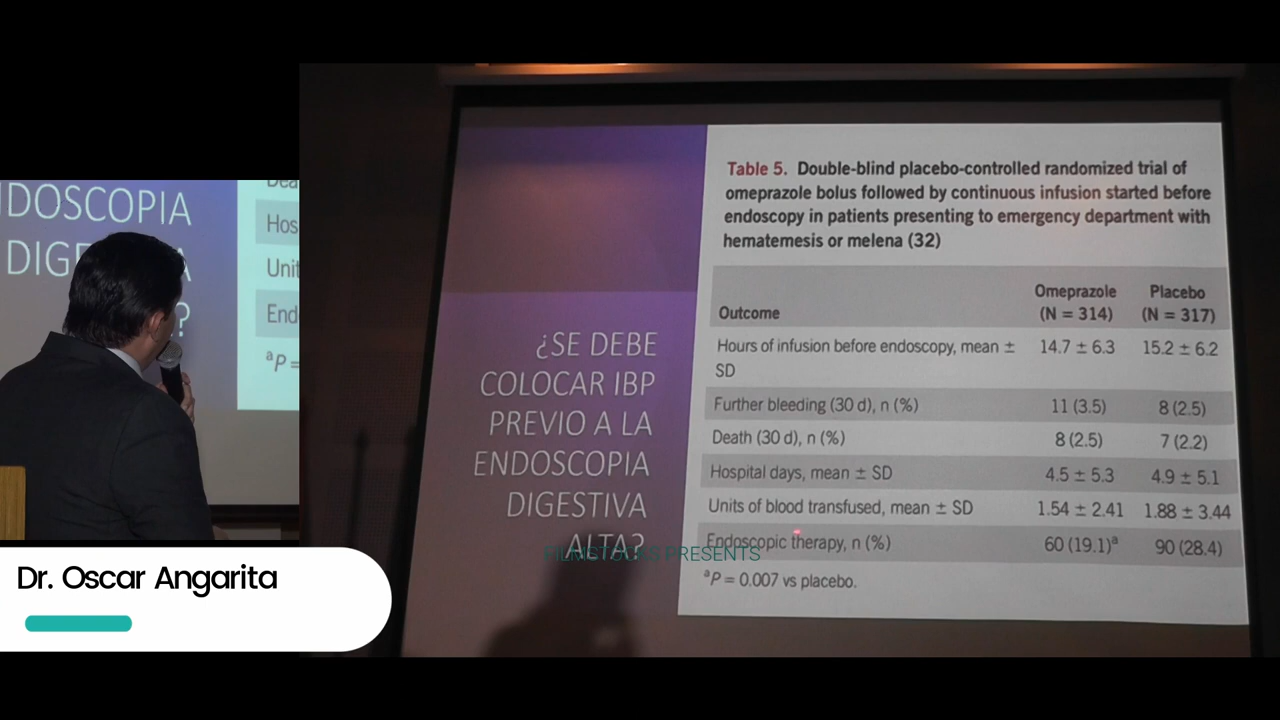 NDOSCOPIA
DIG
A
?
Hos
Unit
End
ᵃP =
Dr. Oscar Angarita
¿SE DEBE
COLOCAR IBP
PREVIO A LA
ENDOSCOPIA
DIGESTIVA
ALTA?
FILMSTOCKS PRESENTS
Table 5. Double-blind placebo-controlled randomized trial of
omeprazole bolus followed by continuous infusion started before
endoscopy in patients presenting to emergency department with
hematemesis or melena (32)
Outcome Omeprazole (N = 314) Placebo (N = 317)
Hours of infusion before endoscopy, mean ± 14.7 ± 6.3 15.2 ± 6.2
SD
Further bleeding (30 d), n (%) 11 (3.5) 8 (2.5)
Death (30 d), n (%) 8 (2.5) 7 (2.2)
Hospital days, mean ± SD 4.5 ± 5.3 4.9 ± 5.1
Units of blood transfused, mean ± SD 1.54 ± 2.41 1.88 ± 3.44
Endoscopic therapy, n (%) 60 (19.1)ᵃ 90 (28.4)
ᵃP = 0.007 vs placebo.